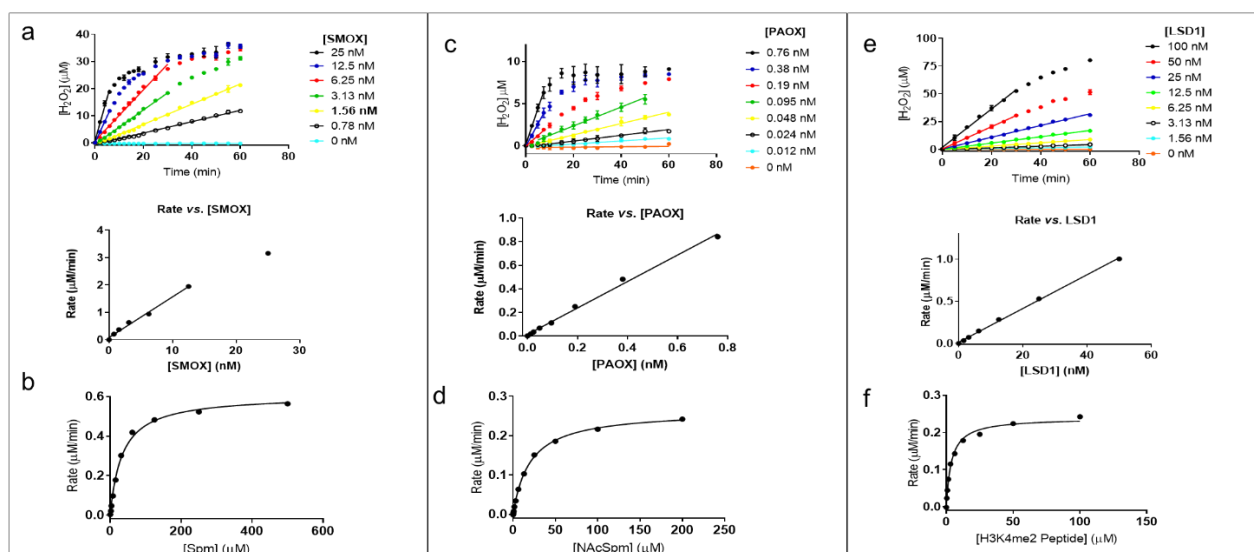 a
[SMOX]
25 nM
12.5 nM
6.25 nM
3.13 nM
1.56 nM
0.78 nM
0 nM
[H₂O₂] (μM)
40
30
20
10
0
0 20 40 60 80
Time (min)
Rate vs. [SMOX]
Rate (μM/min)
4
3
2
1
0
0 10 20 30
[SMOX] (nM)
b
Rate (μM/min)
0.6
0.4
0.2
0.0
0 200 400 600
[Spm] (μM)
c
[PAOX]
0.76 nM
0.38 nM
0.19 nM
0.095 nM
0.048 nM
0.024 nM
0.012 nM
0 nM
[H₂O₂] μM
10
5
0
0 20 40 60 80
Time (min)
Rate vs. [PAOX]
Rate (μM/min)
1.0
0.8
0.6
0.4
0.2
0.0
0.0 0.2 0.4 0.6 0.8
[PAOX] (nM)
d
Rate (μM/min)
0.3
0.2
0.1
0.0
0 50 100 150 200 250
[NAcSpm] (μM)
e
[LSD1]
100 nM
50 nM
25 nM
12.5 nM
6.25 nM
3.13 nM
1.56 nM
0 nM
[H₂O₂] (μM)
100
75
50
25
0
0 20 40 60 80
Time (min)
Rate vs. LSD1
Rate (μM/min)
1.0
0.5
0.0
0 20 40 60
[LSD1] (nM)
f
Rate (μM/min)
0.3
0.2
0.1
0.0
0 50 100
[H3K4me2 Peptide] (μM)